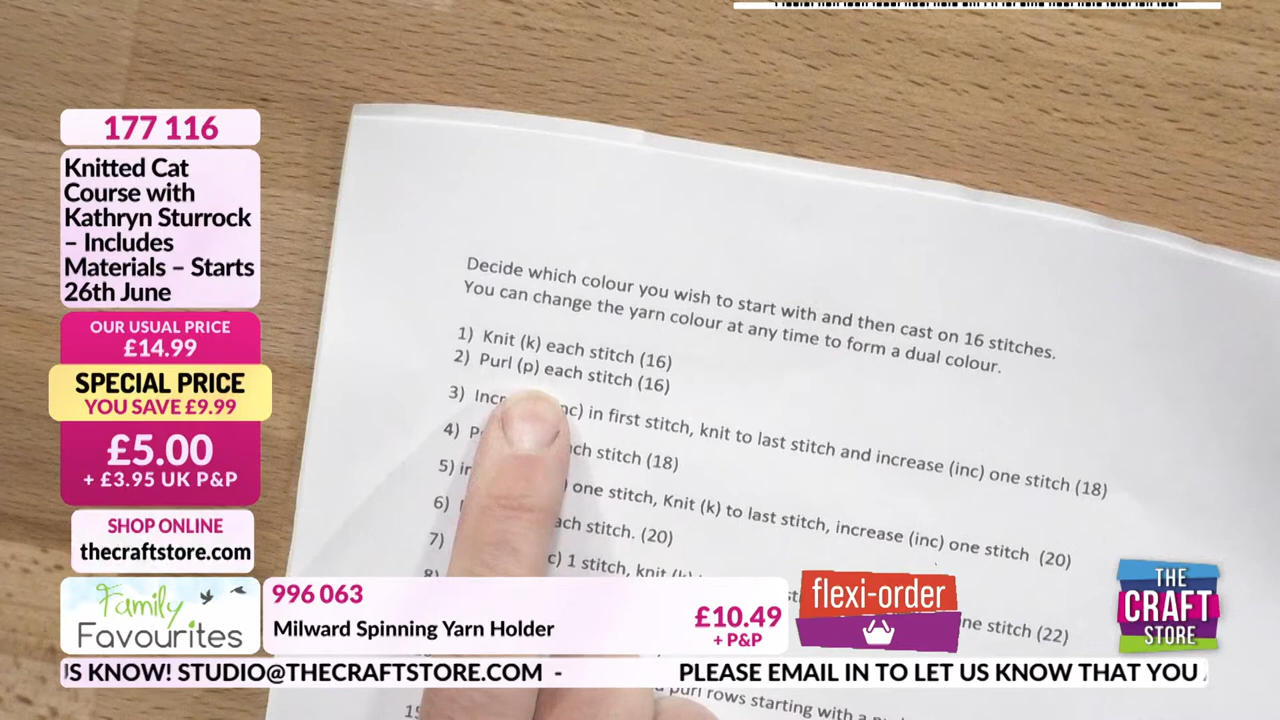 177 116
Knitted Cat
Course with
Kathryn Sturrock
– Includes
Materials – Starts
26th June
OUR USUAL PRICE
£14.99
SPECIAL PRICE
YOU SAVE £9.99
£5.00
+ £3.95 UK P&P
SHOP ONLINE
thecraftstore.com
Decide which colour you wish to start with and then cast on 16 stitches.
You can change the yarn colour at any time to form a dual colour.
1) Knit (k) each stitch (16)
2) Purl (p) each stitch (16)
3) in first stitch, knit to last stitch and increase (inc) one stitch (18)
4) stitch (18)
5) one stitch, Knit (k) to last stitch, increase (inc) one stitch (20)
6) stitch. (20)
7) 1 stitch, knit one stitch (22)
8)
purl rows starting with a
Family
Favourites
996 063
Milward Spinning Yarn Holder
£10.49
+ P&P
flexi-order
THE
CRAFT
STORE
US KNOW! STUDIO@THECRAFTSTORE.COM - PLEASE EMAIL IN TO LET US KNOW THAT YOU